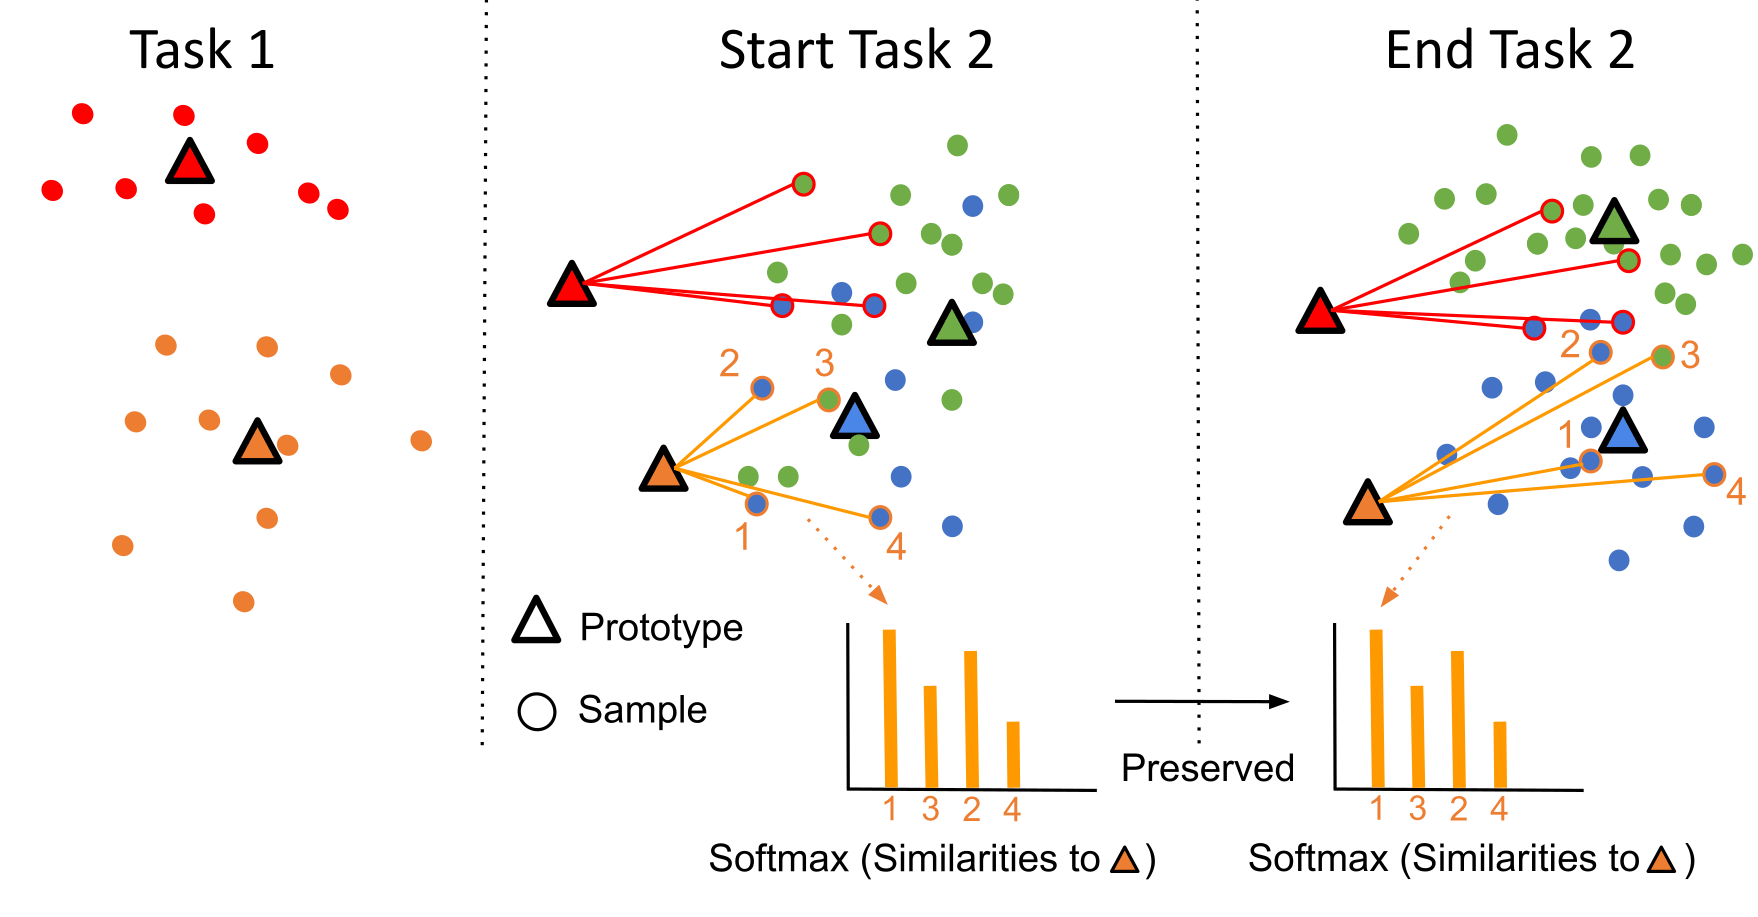 Task 1
Start Task 2
End Task 2
2
3
1
4
2
3
1
4
Prototype
Sample
Preserved
1 3 2 4
1 3 2 4
Softmax (Similarities to )
Softmax (Similarities to )